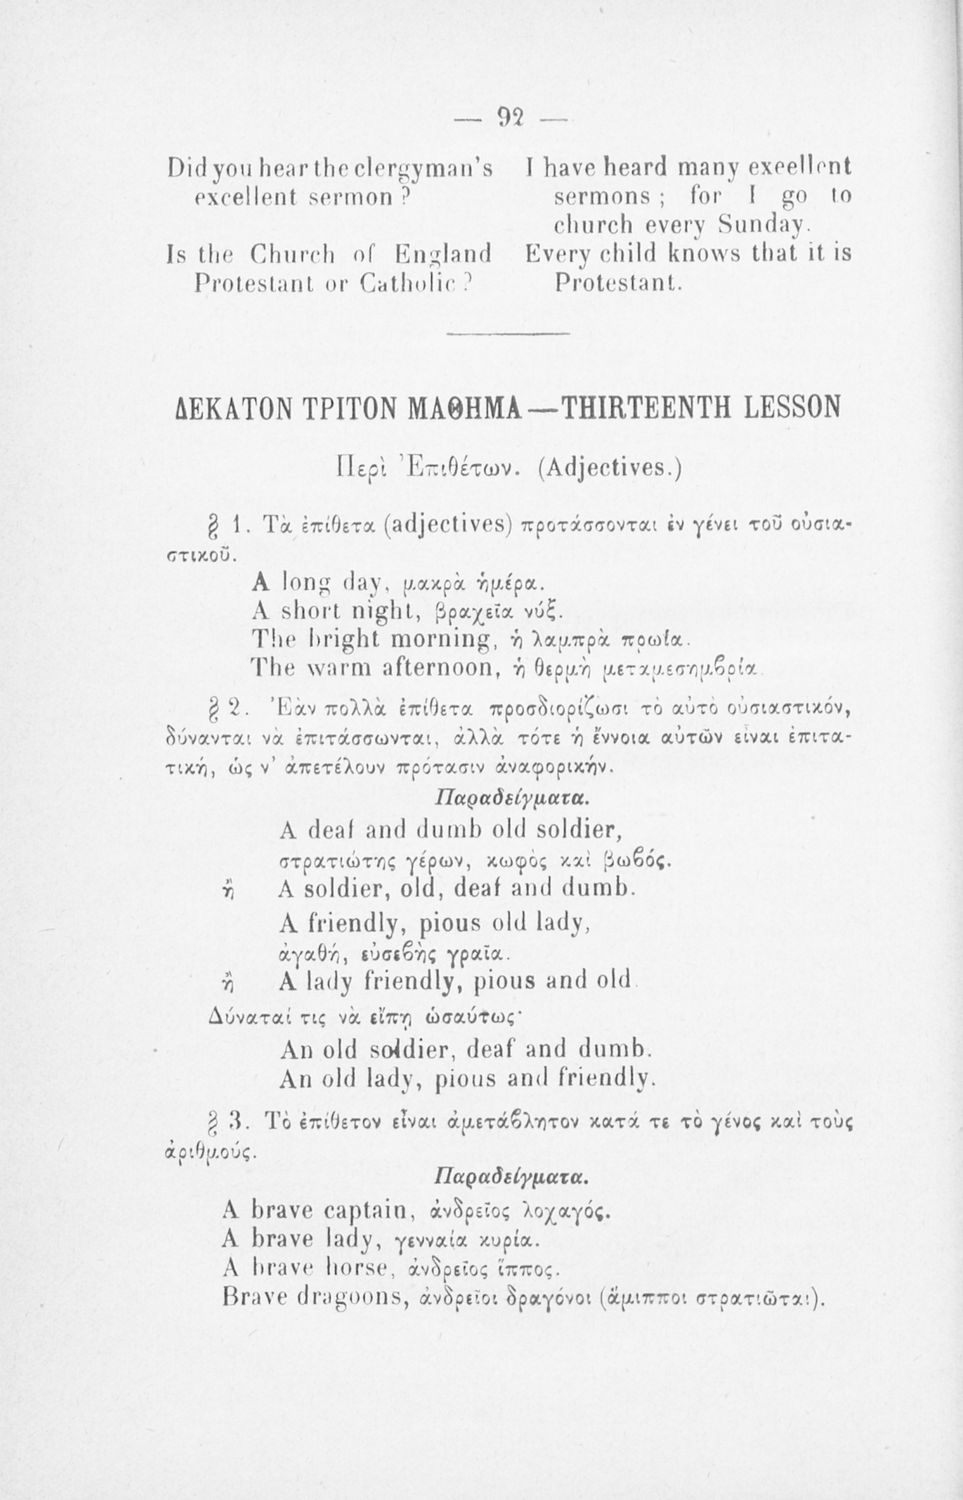 — 92 —
Did you hear the clergyman's
excellent sermon ?
Is the Church of England
Protestant or Catholic ?
I have heard many exeellent
sermons ; for I go to
church every Sunday.
Every child knows that it is
Protestant.
ΔΕΚΑΤΟΝ ΤΡΙΤΟΝ ΜΑΘΗΜΑ—THIRTEENTH LESSON
Περὶ Ἐπιθέτων. (Adjectives.)
§ 1. Τὰ ἐπίθετα (adjectives) προτάσσονται ἐν γένει τοῦ οὐσια-
στικοῦ.
A long day, μακρὰ ἡμέρα.
A short night, βραχεῖα νύξ.
The bright morning, ἡ λαμπρὰ πρωία.
The warm afternoon, ἡ θερμὴ μεταμεσημβρία
§ 2. Ἐὰν πολλὰ ἐπίθετα προσδιορίζωσι τὸ αὐτὸ οὐσιαστικόν,
δύνανται νὰ ἐπιτάσσωνται, ἀλλὰ τότε ἡ ἔννοια αὐτῶν εἶναι ἐπιτα-
τική, ὡς ν' ἀπετέλουν πρότασιν ἀναφορικήν.
Παραδείγματα.
A deaf and dumb old soldier,
στρατιώτης γέρων, κωφὸς καὶ βωβός.
ἢ A soldier, old, deaf and dumb.
A friendly, pious old lady,
ἀγαθή, εὐσεβὴς γραῖα.
ἢ A lady friendly, pious and old
Δύναταί τις νὰ εἴπῃ ὡσαύτως·
An old soldier, deaf and dumb.
An old lady, pious and friendly.
§ 3. Τὸ ἐπίθετον εἶναι ἀμετάβλητον κατά τε τὸ γένος καὶ τοὺς
ἀριθμούς.
Παραδείγματα.
A brave captain, ἀνδρεῖος λοχαγός.
A brave lady, γενναία κυρία.
A brave horse, ἀνδρεῖος ἵππος.
Brave dragoons, ἀνδρεῖοι δραγόνοι (ἄμιπποι στρατιῶται).